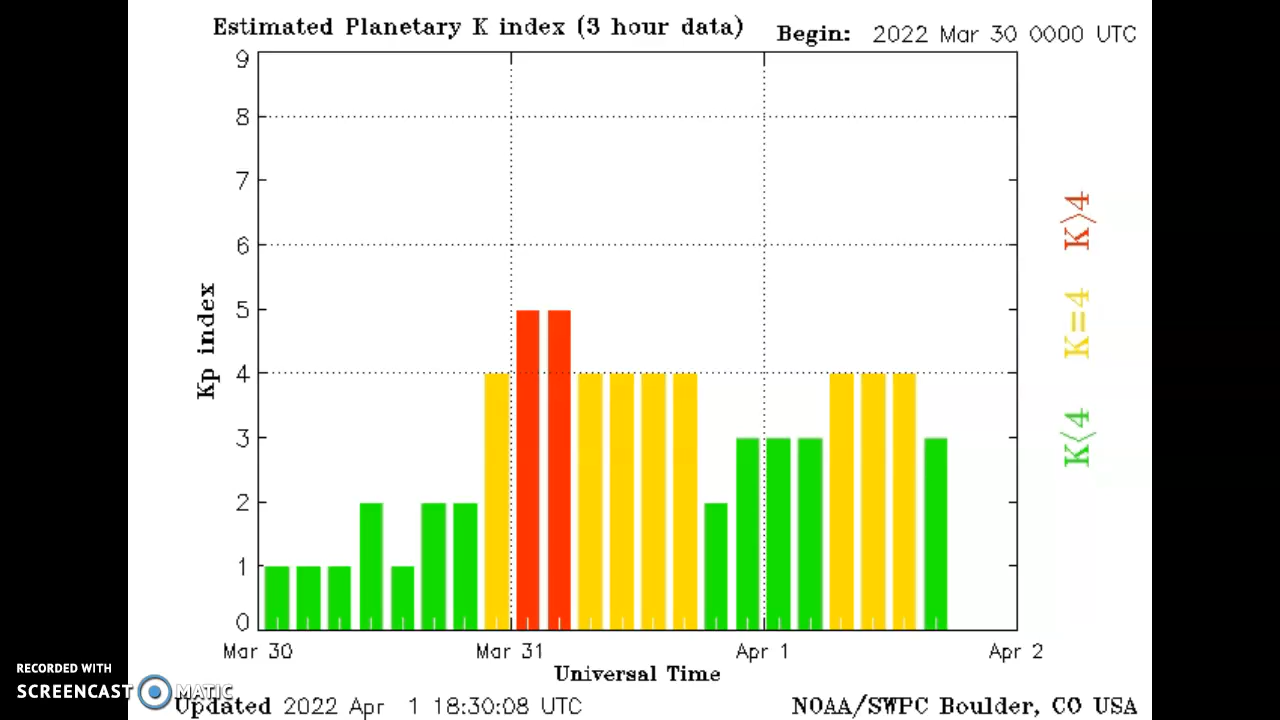 Estimated Planetary K index (3 hour data)
Begin: 2022 Mar 30 0000 UTC
9
8
7
6
5
4
3
2
1
0
Kp index
K>4
K=4
K<4
Mar 30
Mar 31
Apr 1
Apr 2
Universal Time
Updated 2022 Apr 1 18:30:08 UTC
NOAA/SWPC Boulder, CO USA
RECORDED WITH
SCREENCAST MATIC